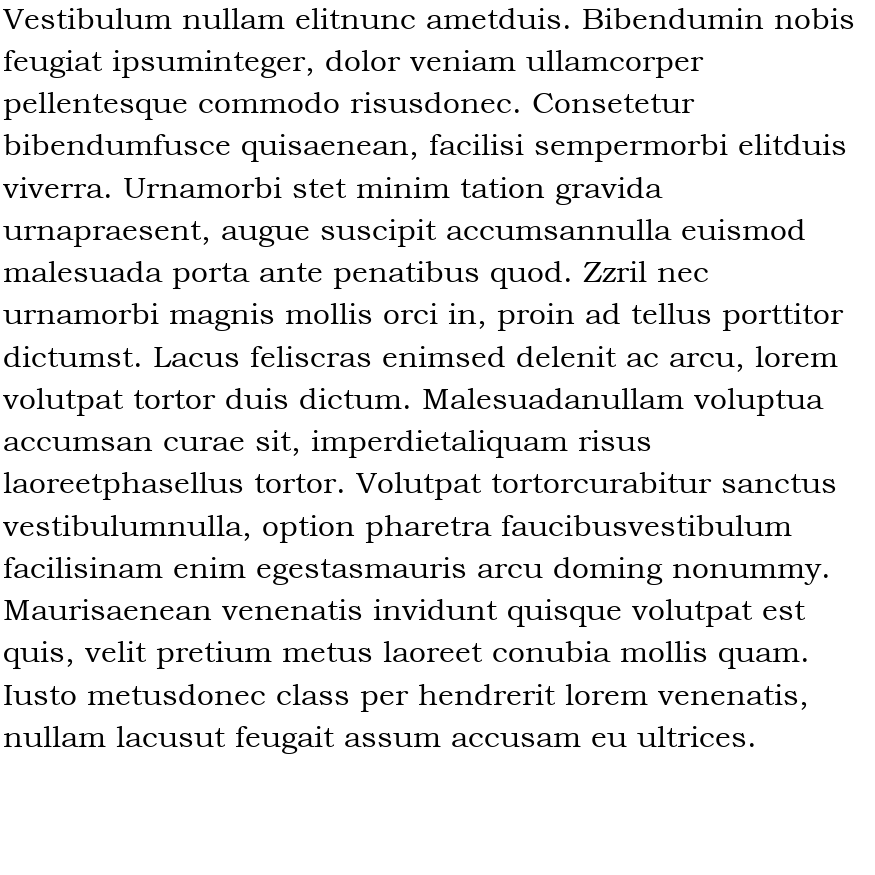 Vestibulum nullam elitnunc ametduis. Bibendumin nobis
feugiat ipsuminteger, dolor veniam ullamcorper
pellentesque commodo risusdonec. Consetetur
bibendumfusce quisaenean, facilisi sempermorbi elitduis
viverra. Urnamorbi stet minim tation gravida
urnapraesent, augue suscipit accumsannulla euismod
malesuada porta ante penatibus quod. Zzril nec
urnamorbi magnis mollis orci in, proin ad tellus porttitor
dictumst. Lacus feliscras enimsed delenit ac arcu, lorem
volutpat tortor duis dictum. Malesuadanullam voluptua
accumsan curae sit, imperdietaliquam risus
laoreetphasellus tortor. Volutpat tortorcurabitur sanctus
vestibulumnulla, option pharetra faucibusvestibulum
facilisinam enim egestasmauris arcu doming nonummy.
Maurisaenean venenatis invidunt quisque volutpat est
quis, velit pretium metus laoreet conubia mollis quam.
Iusto metusdonec class per hendrerit lorem venenatis,
nullam lacusut feugait assum accusam eu ultrices.